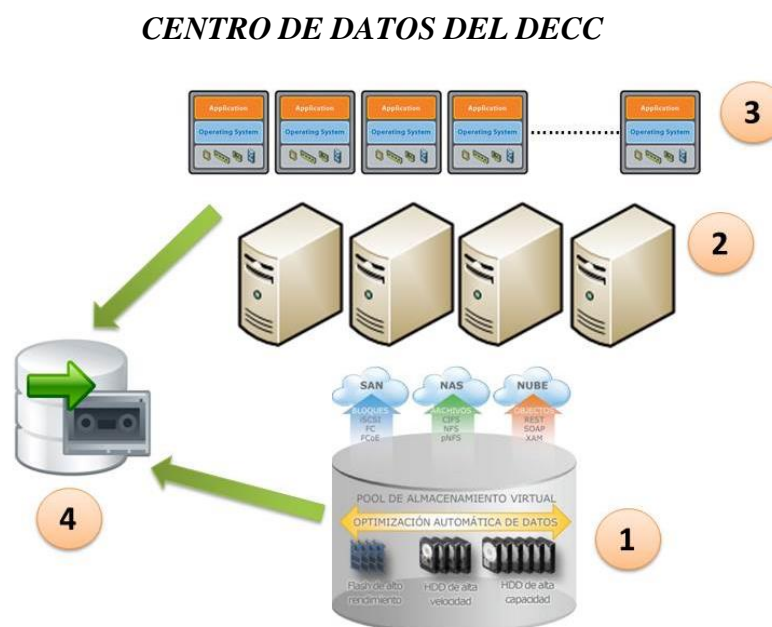 CENTRO DE DATOS DEL DECC
Application Application Application Application Application
Operating System Operating System Operating System Operating System Operating System
3
2
SAN NAS NUBE
BLOQUES ARCHIVOS OBJECTOS
iSCSI CIFS REST
FC NFS SOAP
FCoE pNFS XAM
POOL DE ALMACENAMIENTO VIRTUAL
OPTIMIZACIÓN AUTOMÁTICA DE DATOS
Flash de alto HDD de alta HDD de alta
rendimiento velocidad capacidad
1
4